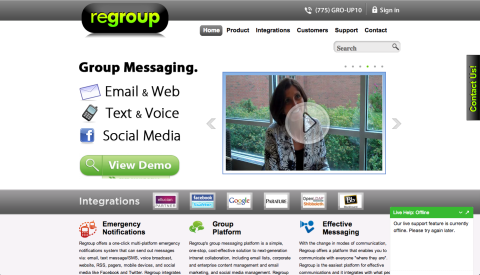 regroup
(775) GRO-UP10
Sign in
Home Product Integrations Customers Support Contact
Search
Group Messaging.
Email & Web
Text & Voice
Social Media
View Demo
Contact Us!
Integrations
ellucian
PARTNER
facebook
Google
PARATURE
OpenLDAP
Bb
Live Help: Offline
Our live support feature is currently
offline. Please try again later.
Emergency
Notifications
Regroup offers a one-click multi-platform emergency
notifications system that can send out messages
via: email, text message/SMS, voice broadcast,
website, RSS, pagers, mobile devices, and social
media like Facebook and Twitter. Regroup integrates
Group
Platform
Regroup's group messaging platform is a simple,
one-stop, cost-effective solution to next-generation
intranet collaboration, including email lists, corporate
and enterprise content management and email
marketing, and social media management. Regroup
Effective
Messaging
With the change in modes of communication,
Regroup offers a platform that enables you to
communicate with everyone "where they are".
Regroup is the easiest platform for effective
communications and it integrates with what pe